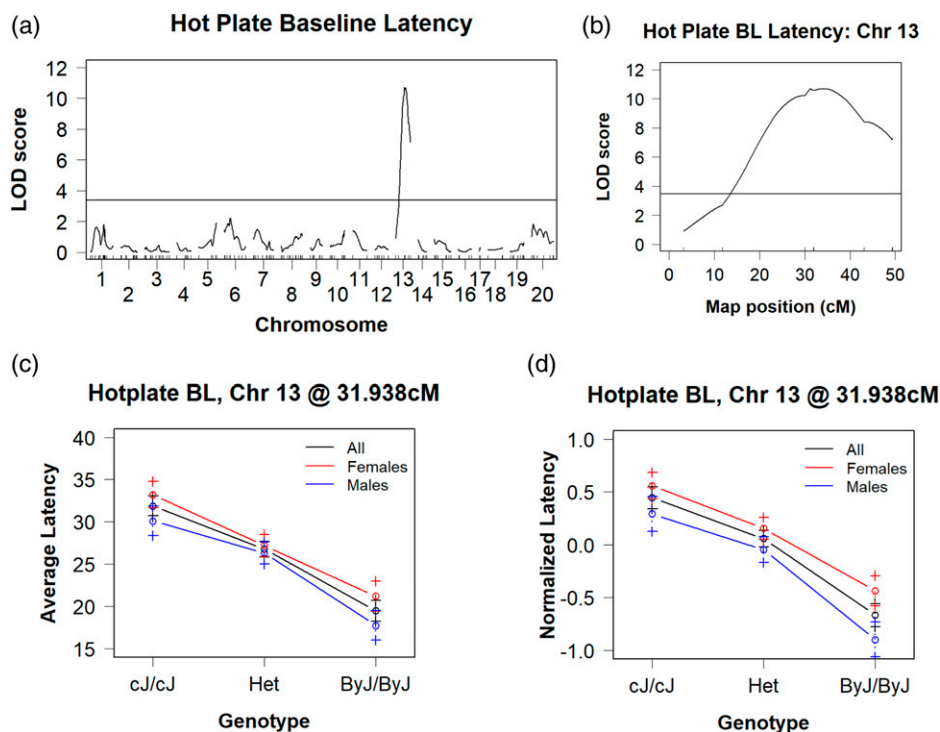 (a)
Hot Plate Baseline Latency
LOD score
12
10
8
6
4
2
0
1 3 5 7 9 11 13 15 17 19
2 4 6 8 10 12 14 16 18 20
Chromosome
(b)
Hot Plate BL Latency: Chr 13
LOD score
12
10
8
6
4
2
0
0 10 20 30 40 50
Map position (cM)
(c)
Hotplate BL, Chr 13 @ 31.938cM
Average Latency
40
35
30
25
20
15
All
Females
Males
cJ/cJ Het ByJ/ByJ
Genotype
(d)
Hotplate BL, Chr 13 @ 31.938cM
Normalized Latency
1.0
0.5
0.0
-0.5
-1.0
All
Females
Males
cJ/cJ Het ByJ/ByJ
Genotype